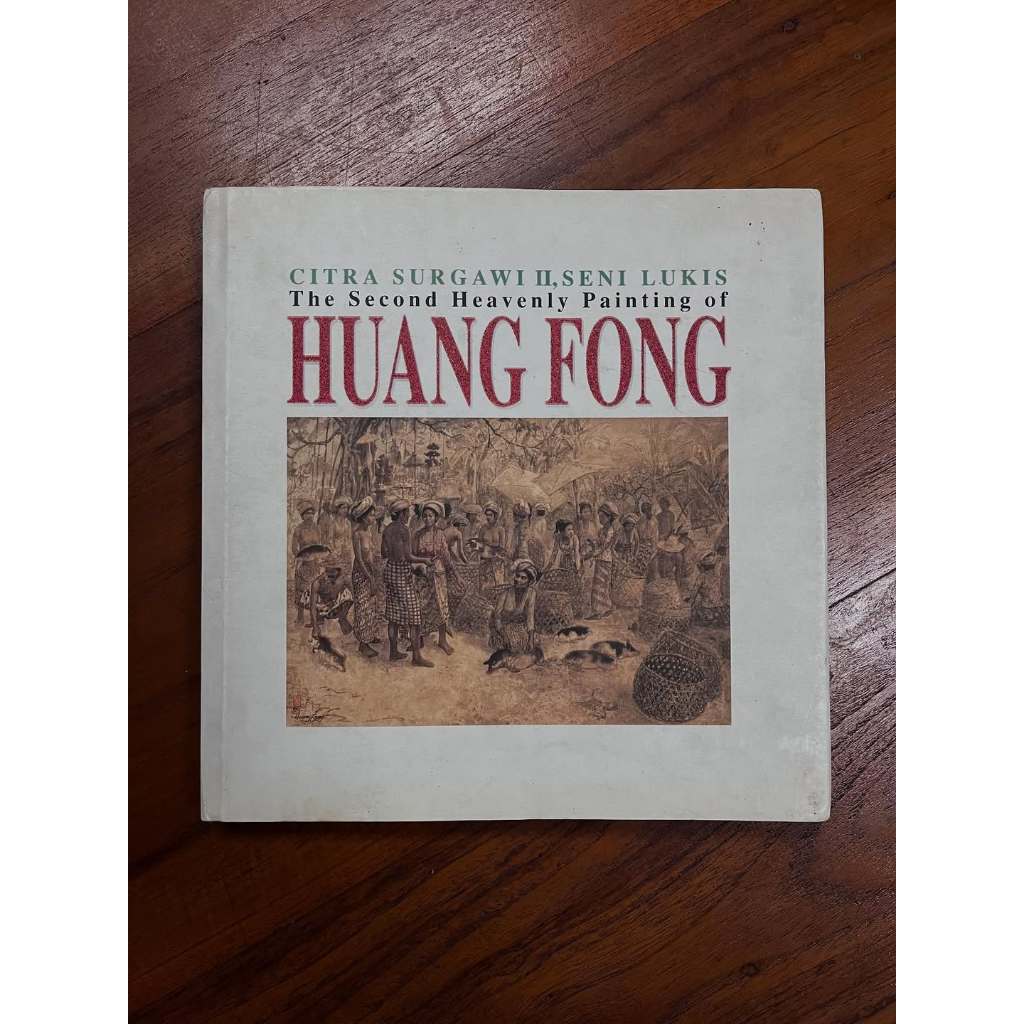 CITRA SURGAWI II, SENI LUKIS
The Second Heavenly Painting of
HUANG FONG